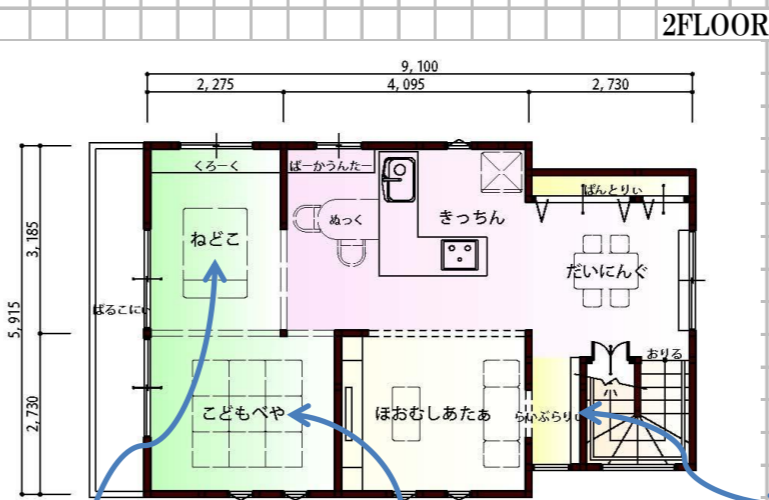 2FLOOR
9,100
2,275
4,095
2,730
くろーく
ばーかうんたー
ぱんとりぃ
ぬっく
きっちん
ねどこ
だいにんぐ
3,185
5,915
ばるこにぃ
おりる
2,730
こどもべや
ほおむしあたぁ
らいぶらりぃ